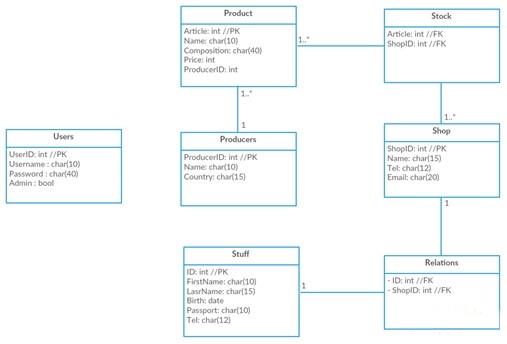 Product
Article: int //PK
Name: char(10)
Composition: char(40)
Price: int
ProducerID: int
1..*
Stock
Article: int //FK
ShopID: int //FK
1..*
1
1..*
Users
UserID: int //PK
Username : char(10)
Password : char(40)
Admin : bool
Producers
ProducerID: int //PK
Name: char(10)
Country: char(15)
Shop
ShopID: int //PK
Name: char(15)
Tel: char(12)
Email: char(20)
1
Stuff
ID: int //PK
FirstName: char(10)
LasrName: char(15)
Birth: date
Passport: char(10)
Tel: char(12)
1
Relations
- ID: int //FK
- ShopID: int //FK